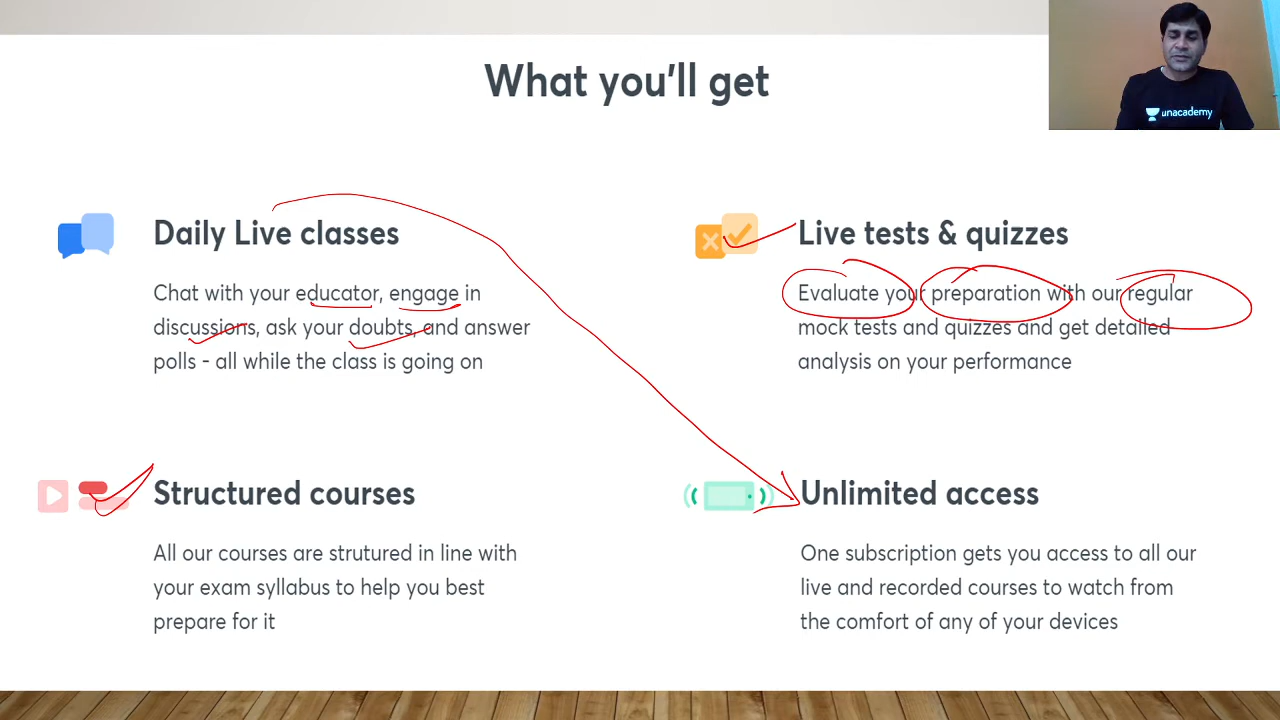 What you'll get
unacademy
Daily Live classes
Chat with your educator, engage in
discussions, ask your doubts, and answer
polls - all while the class is going on
Live tests & quizzes
Evaluate your preparation with our regular
mock tests and quizzes and get detailed
analysis on your performance
Structured courses
All our courses are strutured in line with
your exam syllabus to help you best
prepare for it
Unlimited access
One subscription gets you access to all our
live and recorded courses to watch from
the comfort of any of your devices